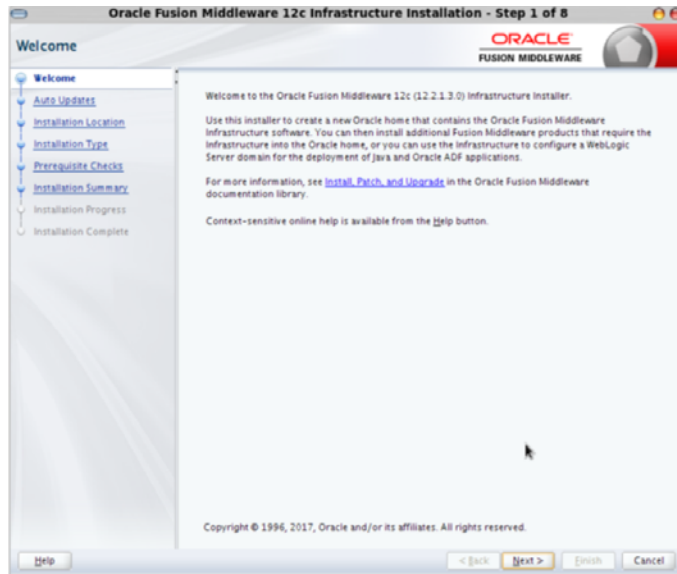 Oracle Fusion Middleware 12c Infrastructure Installation - Step 1 of 8
Welcome
ORACLE
FUSION MIDDLEWARE
Welcome
Auto Updates
Installation Location
Installation Type
Prerequisite Checks
Installation Summary
Installation Progress
Installation Complete
Welcome to the Oracle Fusion Middleware 12c (12.2.1.3.0) Infrastructure Installer.
Use this installer to create a new Oracle home that contains the Oracle Fusion Middleware
Infrastructure software. You can then install additional Fusion Middleware products that require the
Infrastructure into the Oracle home, or you can use the Infrastructure to configure a WebLogic
Server domain for the deployment of Java and Oracle ADF applications.
For more information, see Install, Patch, and Upgrade in the Oracle Fusion Middleware
documentation library.
Context-sensitive online help is available from the Help button.
Copyright © 1996, 2017, Oracle and/or its affiliates. All rights reserved.
Help
< Back Next > Finish Cancel